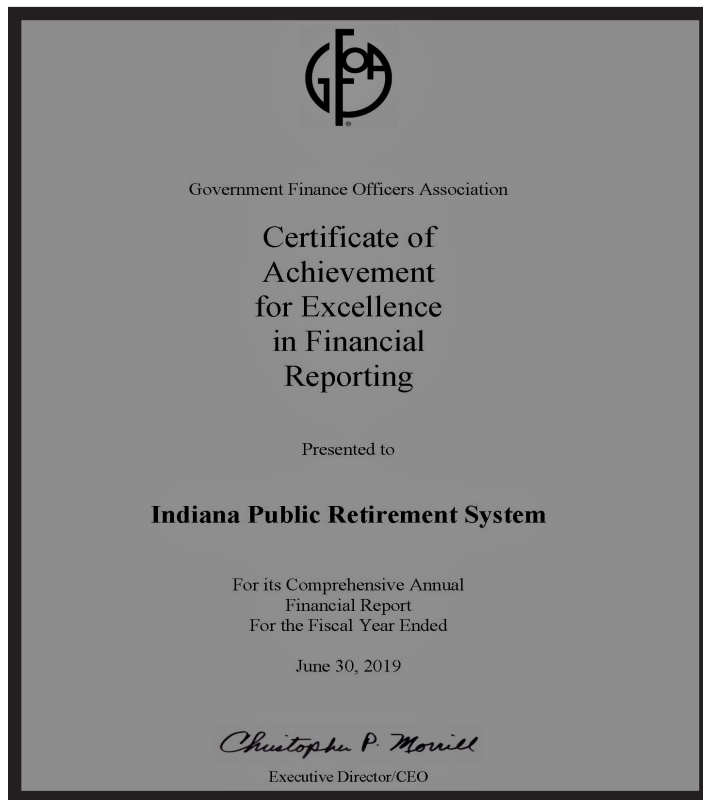 GFOA
®
Government Finance Officers Association
Certificate of
Achievement
for Excellence
in Financial
Reporting
Presented to
Indiana Public Retirement System
For its Comprehensive Annual
Financial Report
For the Fiscal Year Ended
June 30, 2019
Christopher P. Morrill
Executive Director/CEO